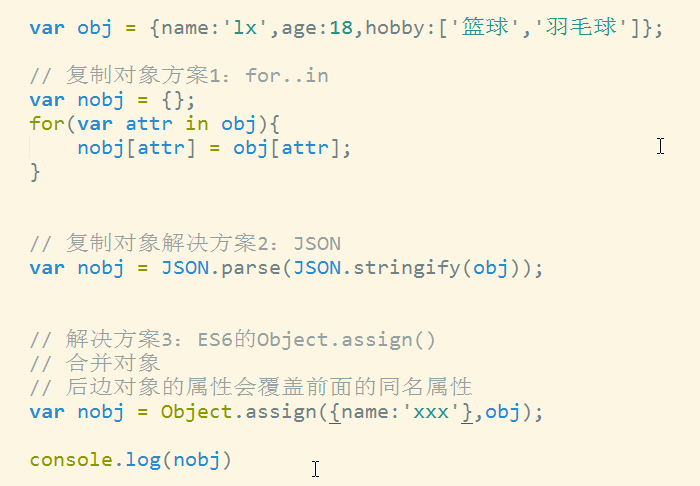 var obj = {name:'lx',age:18,hobby:['篮球','羽毛球']};
// 复制对象方案1：for..in
var nobj = {};
for(var attr in obj){
nobj[attr] = obj[attr];
}
// 复制对象解决方案2：JSON
var nobj = JSON.parse(JSON.stringify(obj));
// 解决方案3：ES6的Object.assign()
// 合并对象
// 后边对象的属性会覆盖前面的同名属性
var nobj = Object.assign({name:'xxx'},obj);
console.log(nobj)